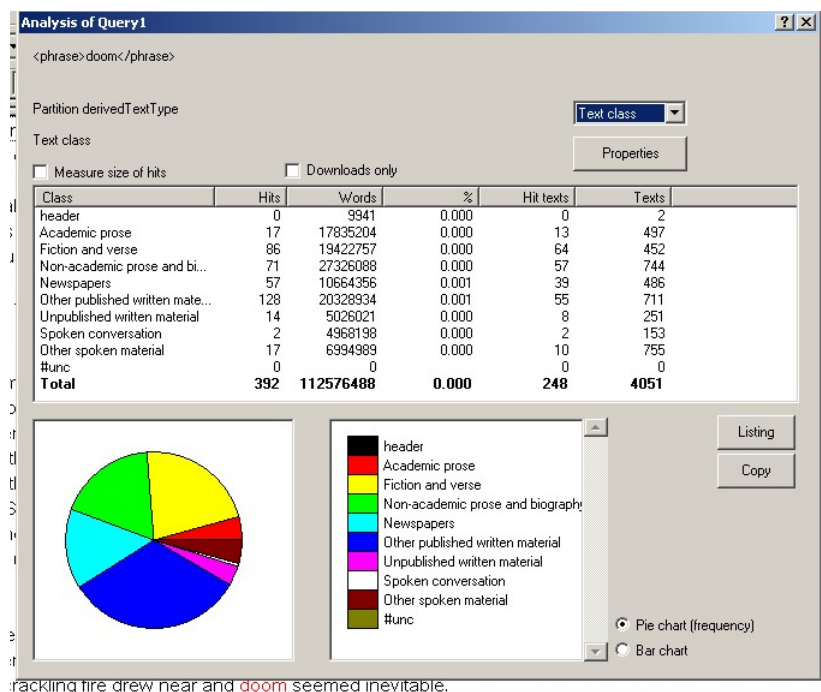 Analysis of Query1
<phrase>doom</phrase>
Partition derivedTextType
Text class
Text class
Properties
Measure size of hits Downloads only
Class Hits Words % Hit texts Texts
header 0 9941 0.000 0 2
Academic prose 17 17835204 0.000 13 497
Fiction and verse 86 19422757 0.000 64 452
Non-academic prose and bi... 71 27326088 0.000 57 744
Newspapers 57 10664356 0.001 39 486
Other published written mate... 128 20328934 0.001 55 711
Unpublished written material 14 5026021 0.000 8 251
Spoken conversation 2 4968198 0.000 2 153
Other spoken material 17 6994989 0.000 10 755
#unc 0 0 0 0 0
Total 392 112576488 0.000 248 4051
header
Academic prose
Fiction and verse
Non-academic prose and biography
Newspapers
Other published written material
Unpublished written material
Spoken conversation
Other spoken material
#unc
Listing
Copy
Pie chart (frequency)
Bar chart
crackling fire drew near and doom seemed inevitable.